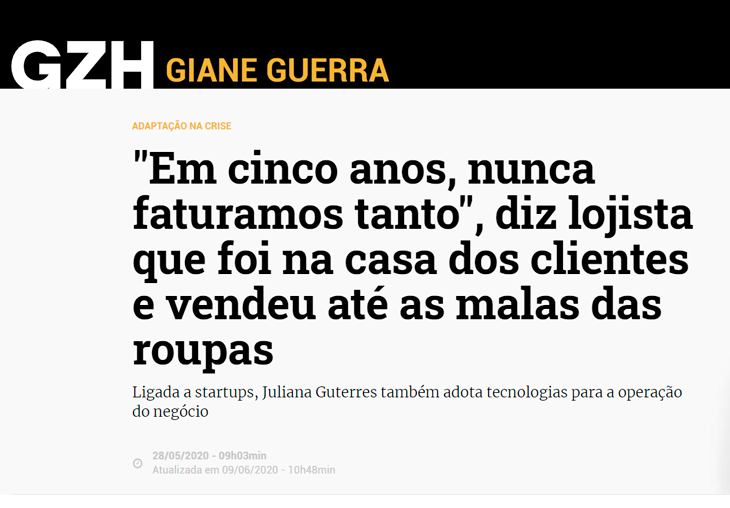 GZH GIANE GUERRA
ADAPTAÇÃO NA CRISE
"Em cinco anos, nunca
faturamos tanto", diz lojista
que foi na casa dos clientes
e vendeu até as malas das
roupas
Ligada a startups, Juliana Guterres também adota tecnologias para a operação
do negócio
28/05/2020 - 09h03min
Atualizada em 09/06/2020 - 10h48min